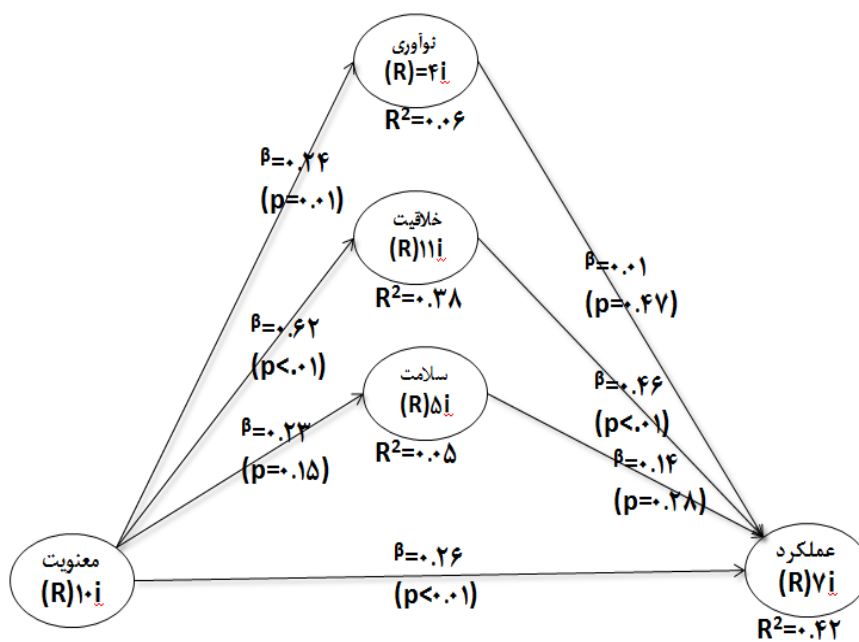 نوآوری
(R)=۴i
R²=۰.۰۶
β=۰.۲۴
(p=۰.۰۱)
خلاقیت
(R)۱۱i
R²=۰.۳۸
β=۰.۰۱
(p=۰.۴۷)
β=۰.۶۲
(p<.۰۱)
سلامت
(R)۵i
R²=۰.۰۵
β=۰.۴۶
(p<.۰۱)
β=۰.۲۳
(p=۰.۱۵)
β=۰.۱۴
(p=۰.۲۸)
معنویت
(R)۱۰i
β=۰.۲۶
(p<۰.۰۱)
عملکرد
(R)۷i
R²=۰.۴۲